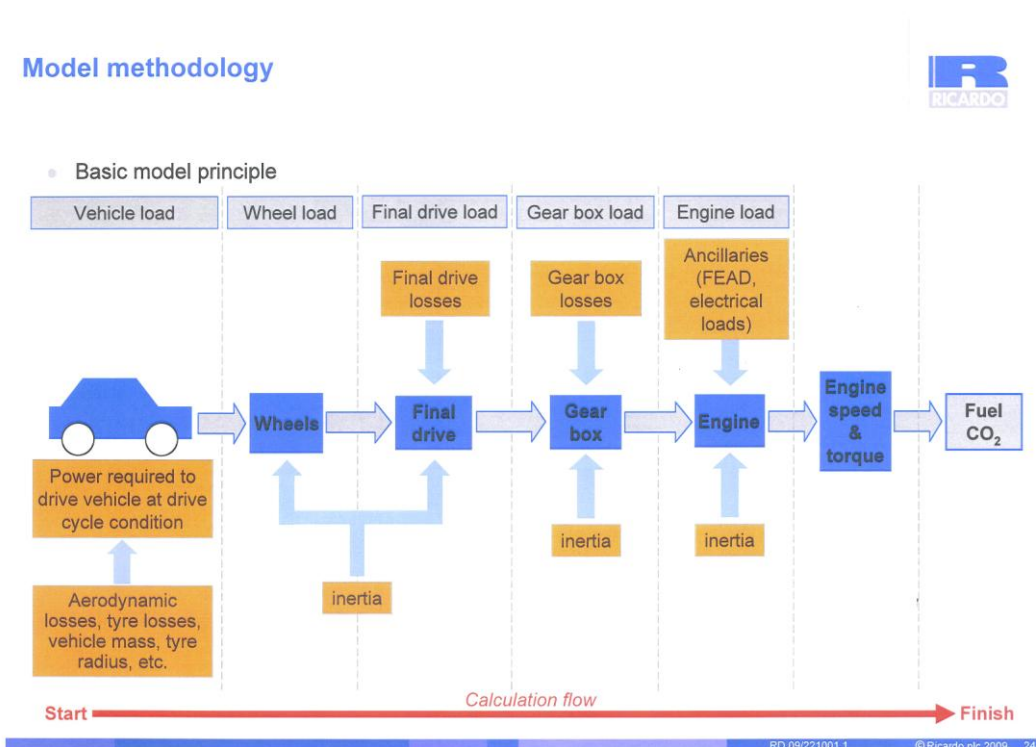 Model methodology
RICARDO
Basic model principle
Vehicle load
Wheel load
Final drive load
Gear box load
Engine load
Final drive
losses
Gear box
losses
Ancillaries
(FEAD,
electrical
loads)
Wheels
Final
drive
Gear
box
Engine
Engine
speed
&
torque
Fuel
CO₂
Power required to
drive vehicle at drive
cycle condition
inertia
inertia
inertia
Aerodynamic
losses, tyre losses,
vehicle mass, tyre
radius, etc.
Calculation flow
Start
Finish
RD 09/221001.1
© Ricardo plc 2009
24